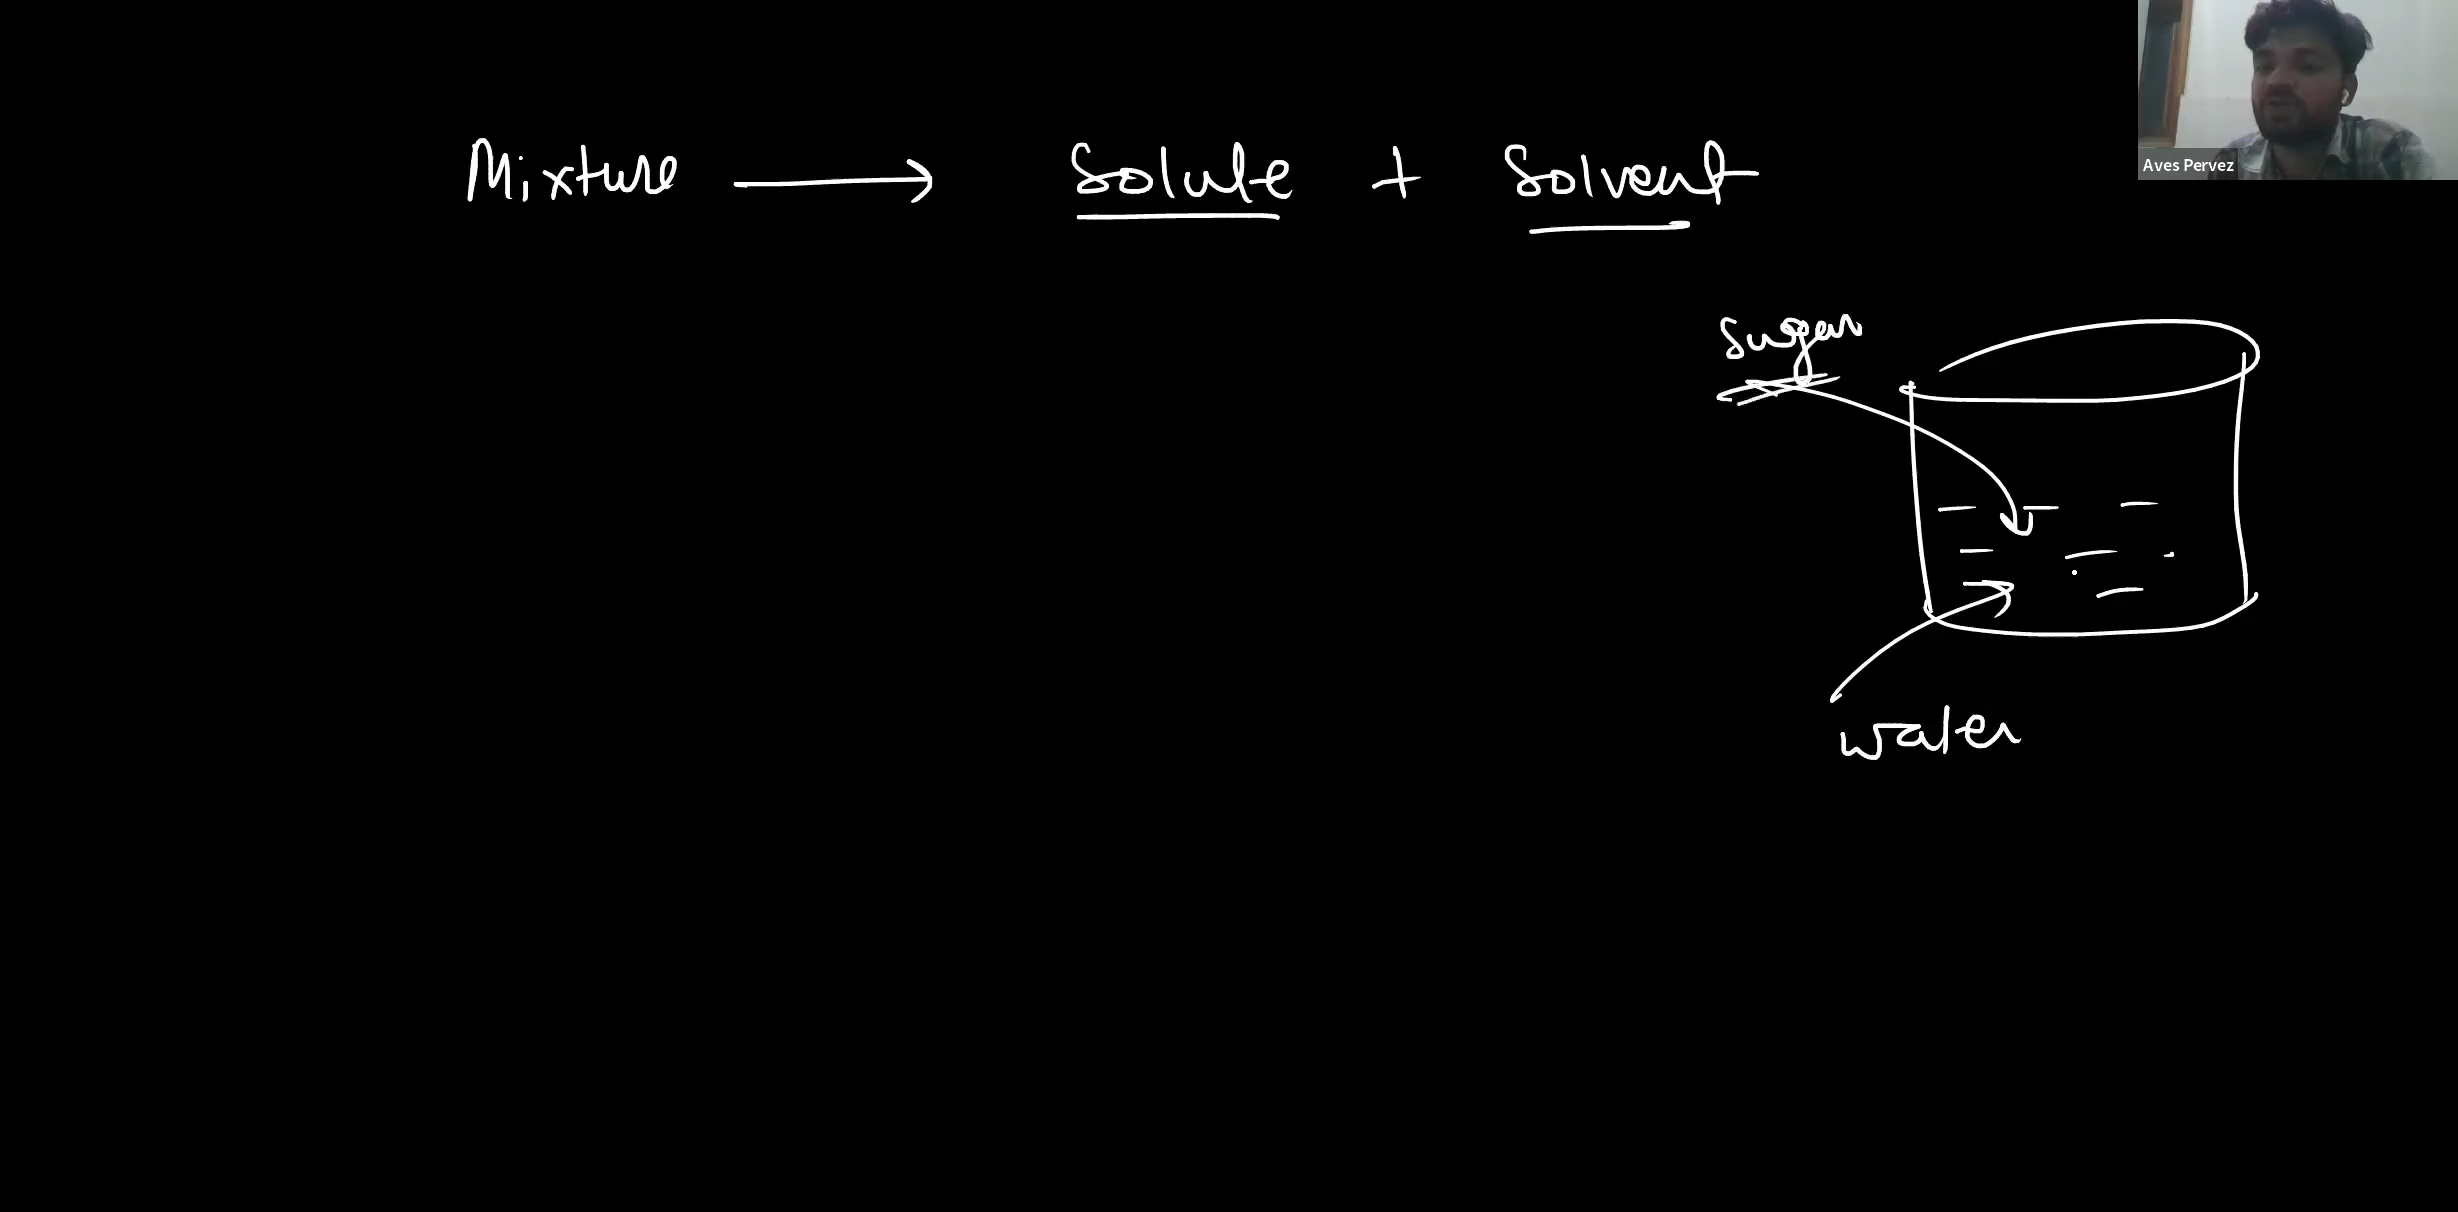 Mixture → Solute + Solvent
Aves Pervez
Sugar
water